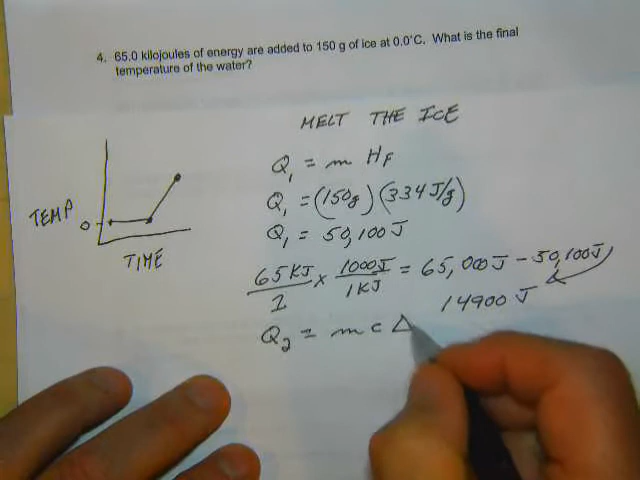 4. 65.0 kilojoules of energy are added to 150 g of ice at 0.0°C. What is the final
temperature of the water?
MELT THE ICE
Q₁ = m HF
Q₁ = (150g)(334 J/g)
Q₁ = 50,100 J
65 KJ / 1 x 1000J / 1 KJ = 65,000 J - 50,100 J
14900 J
Q₂ = m c Δ
TEMP
0
TIME